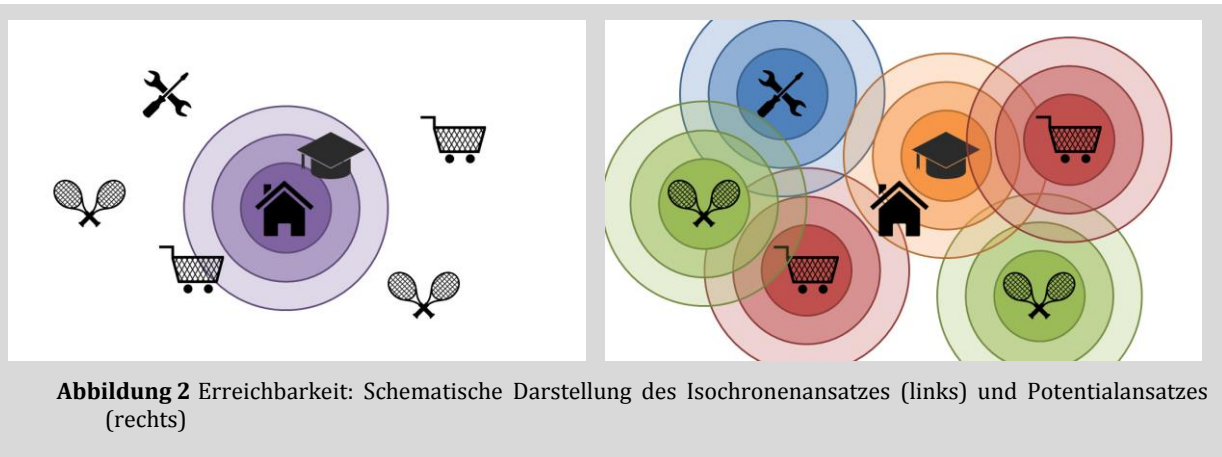 Abbildung 2 Erreichbarkeit: Schematische Darstellung des Isochronenansatzes (links) und Potentialansatzes
(rechts)